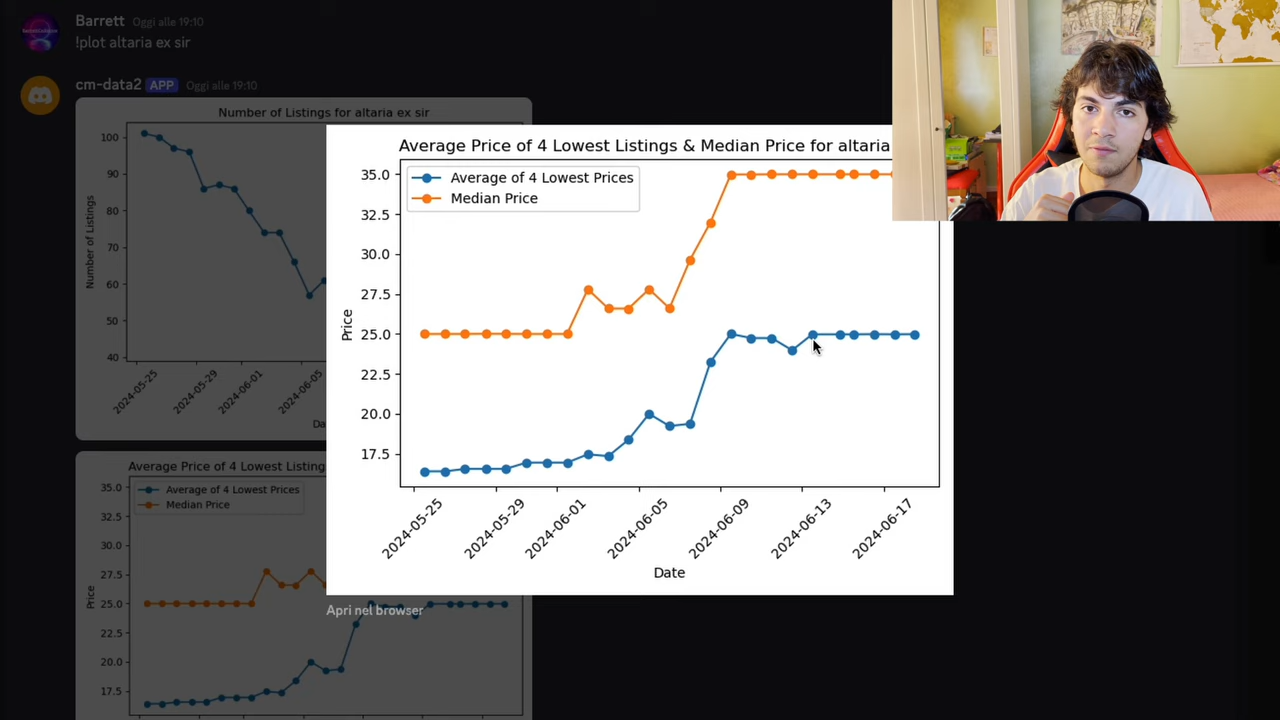 Barrett Oggi alle 19:10
!plot altaria ex sir
cm-data2 APP Oggi alle 19:10
Number of Listings for altaria ex sir
100
90
80
70
60
50
40
Number of Listings
2024-05-25
2024-05-29
2024-06-01
2024-06-05
Da
Average Price of 4 Lowest Listings & Median Price for altaria
Average of 4 Lowest Prices
Median Price
35.0
32.5
30.0
27.5
25.0
22.5
20.0
17.5
Price
2024-05-25
2024-05-29
2024-06-01
2024-06-05
2024-06-09
2024-06-13
2024-06-17
Date
Apri nel browser
Average Price of 4 Lowest Listing
Average of 4 Lowest Prices
Median Price
35.0
32.5
30.0
27.5
25.0
22.5
20.0
17.5
Price